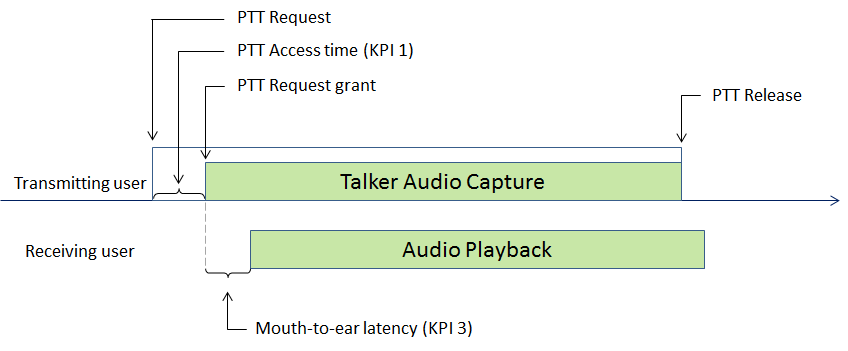 PTT Request
PTT Access time (KPI 1)
PTT Request grant
PTT Release
Talker Audio Capture
Transmitting user
Audio Playback
Receiving user
Mouth-to-ear latency (KPI 3)